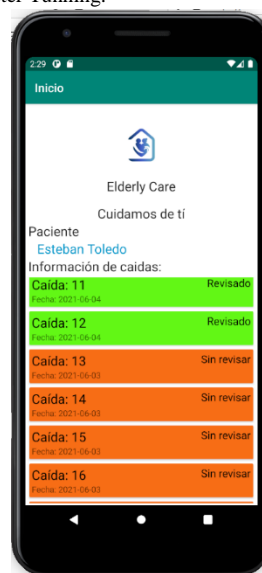 2:29
Inicio
Elderly Care
Cuidamos de tí
Paciente
Esteban Toledo
Información de caidas:
Caída: 11 Revisado
Fecha: 2021-06-04
Caída: 12 Revisado
Fecha: 2021-06-04
Caída: 13 Sin revisar
Fecha: 2021-06-03
Caída: 14 Sin revisar
Fecha: 2021-06-03
Caída: 15 Sin revisar
Fecha: 2021-06-03
Caída: 16 Sin revisar
Fecha: 2021-06-03